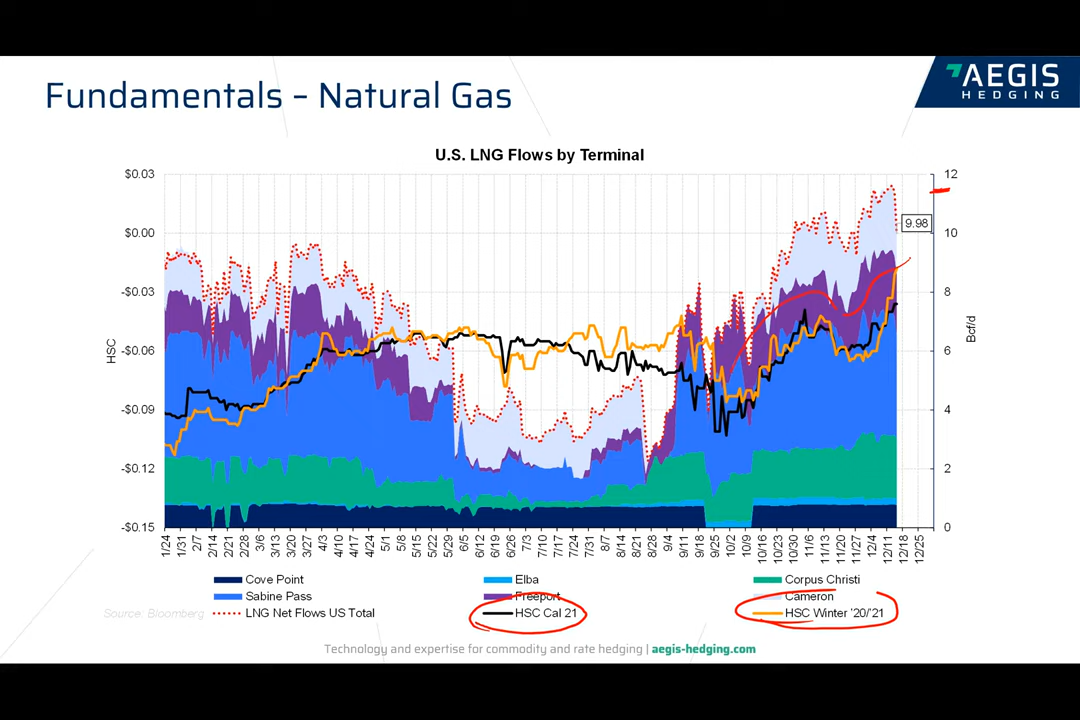 Fundamentals – Natural Gas
AEGIS
HEDGING
U.S. LNG Flows by Terminal
$0.03
$0.00
-$0.03
-$0.06
-$0.09
-$0.12
-$0.15
HSC
12
10
8
6
4
2
0
Bcf/d
9.98
1/24 1/31 2/7 2/14 2/21 2/28 3/6 3/13 3/20 3/27 4/3 4/10 4/17 4/24 5/1 5/8 5/15 5/22 5/29 6/5 6/12 6/19 6/26 7/3 7/10 7/17 7/24 7/31 8/7 8/14 8/21 8/28 9/4 9/11 9/18 9/25 10/2 10/9 10/16 10/23 10/30 11/6 11/13 11/20 11/27 12/4 12/11 12/18 12/25
Cove Point Elba Corpus Christi
Sabine Pass Freeport Cameron
LNG Net Flows US Total HSC Cal 21 HSC Winter '20/'21
Source: Bloomberg
Technology and expertise for commodity and rate hedging | aegis-hedging.com